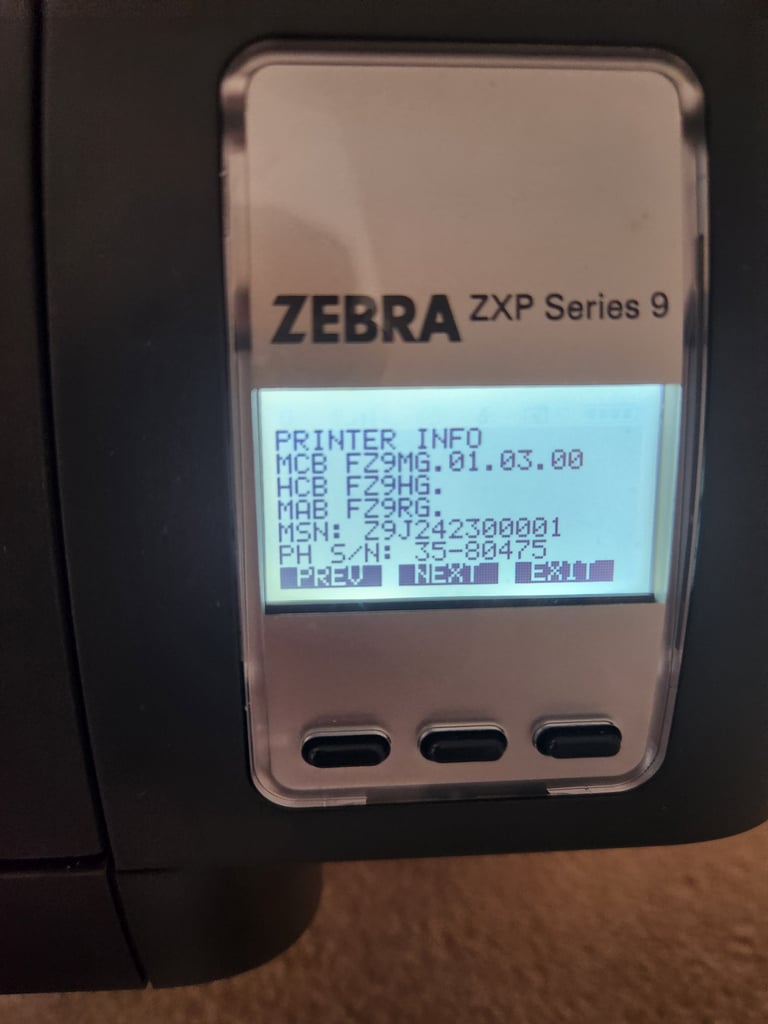 ZEBRA ZXP Series 9
PRINTER INFO
MCB FZ9MG.01.03.00
HCB FZ9HG.
MAB FZ9RG.
MSN: Z9J242300001
PH S/N: 35-80475
PREV NEXT EXIT